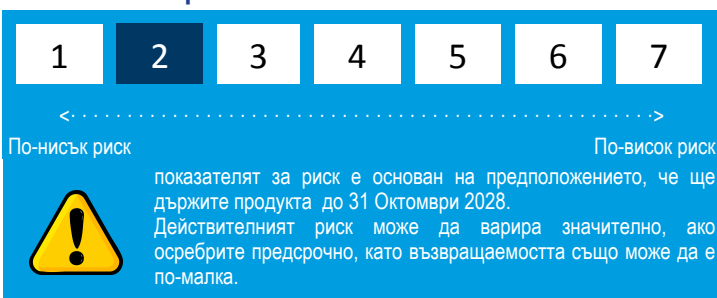 1 2 3 4 5 6 7
<· · · · · · · · · · · · · · · · · · · · · · · · · · · · · · · · · · · · · · · · · · · · · · · · · · · ·>
По-нисък риск По-висок риск
показателят за риск е основан на предположението, че ще
държите продукта до 31 Октомври 2028.
Действителният риск може да варира значително, ако
осребрите предсрочно, като възвращаемостта също може да е
по-малка.